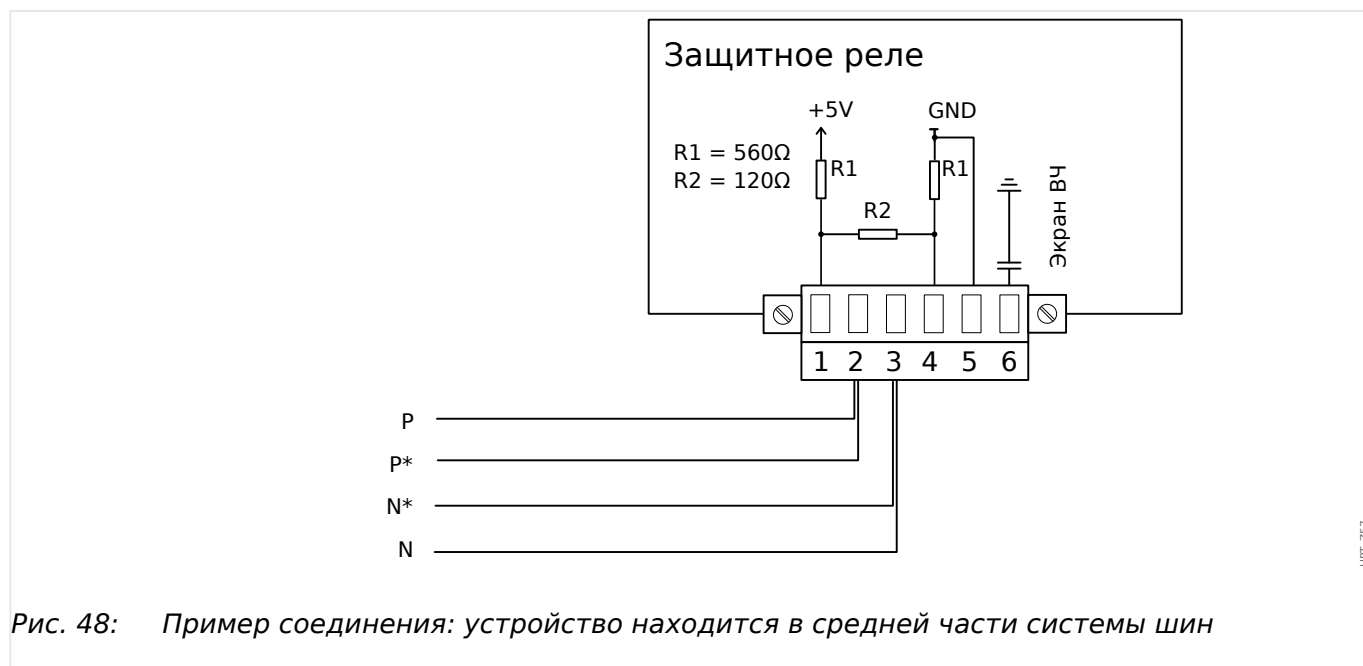 Защитное реле
+5V GND
R1 = 560Ω
R2 = 120Ω
R1 R1
R2
Экран ВЧ
1 2 3 4 5 6
P
P*
N*
N
Рис. 48: Пример соединения: устройство находится в средней части системы шин